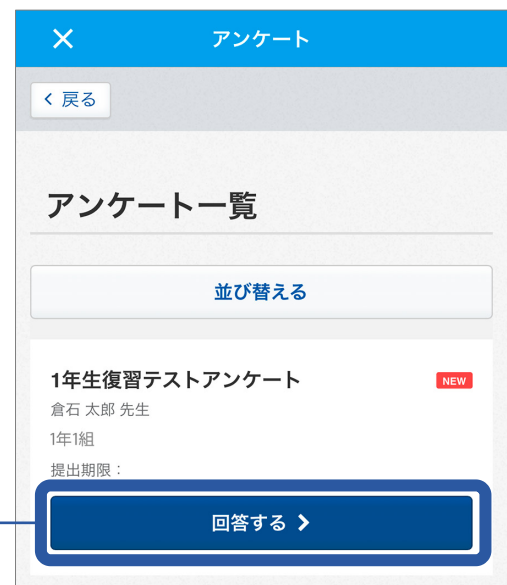 アンケート
戻る
アンケート一覧
並び替える
1年生復習テストアンケート NEW
倉石 太郎 先生
1年1組
提出期限：
回答する